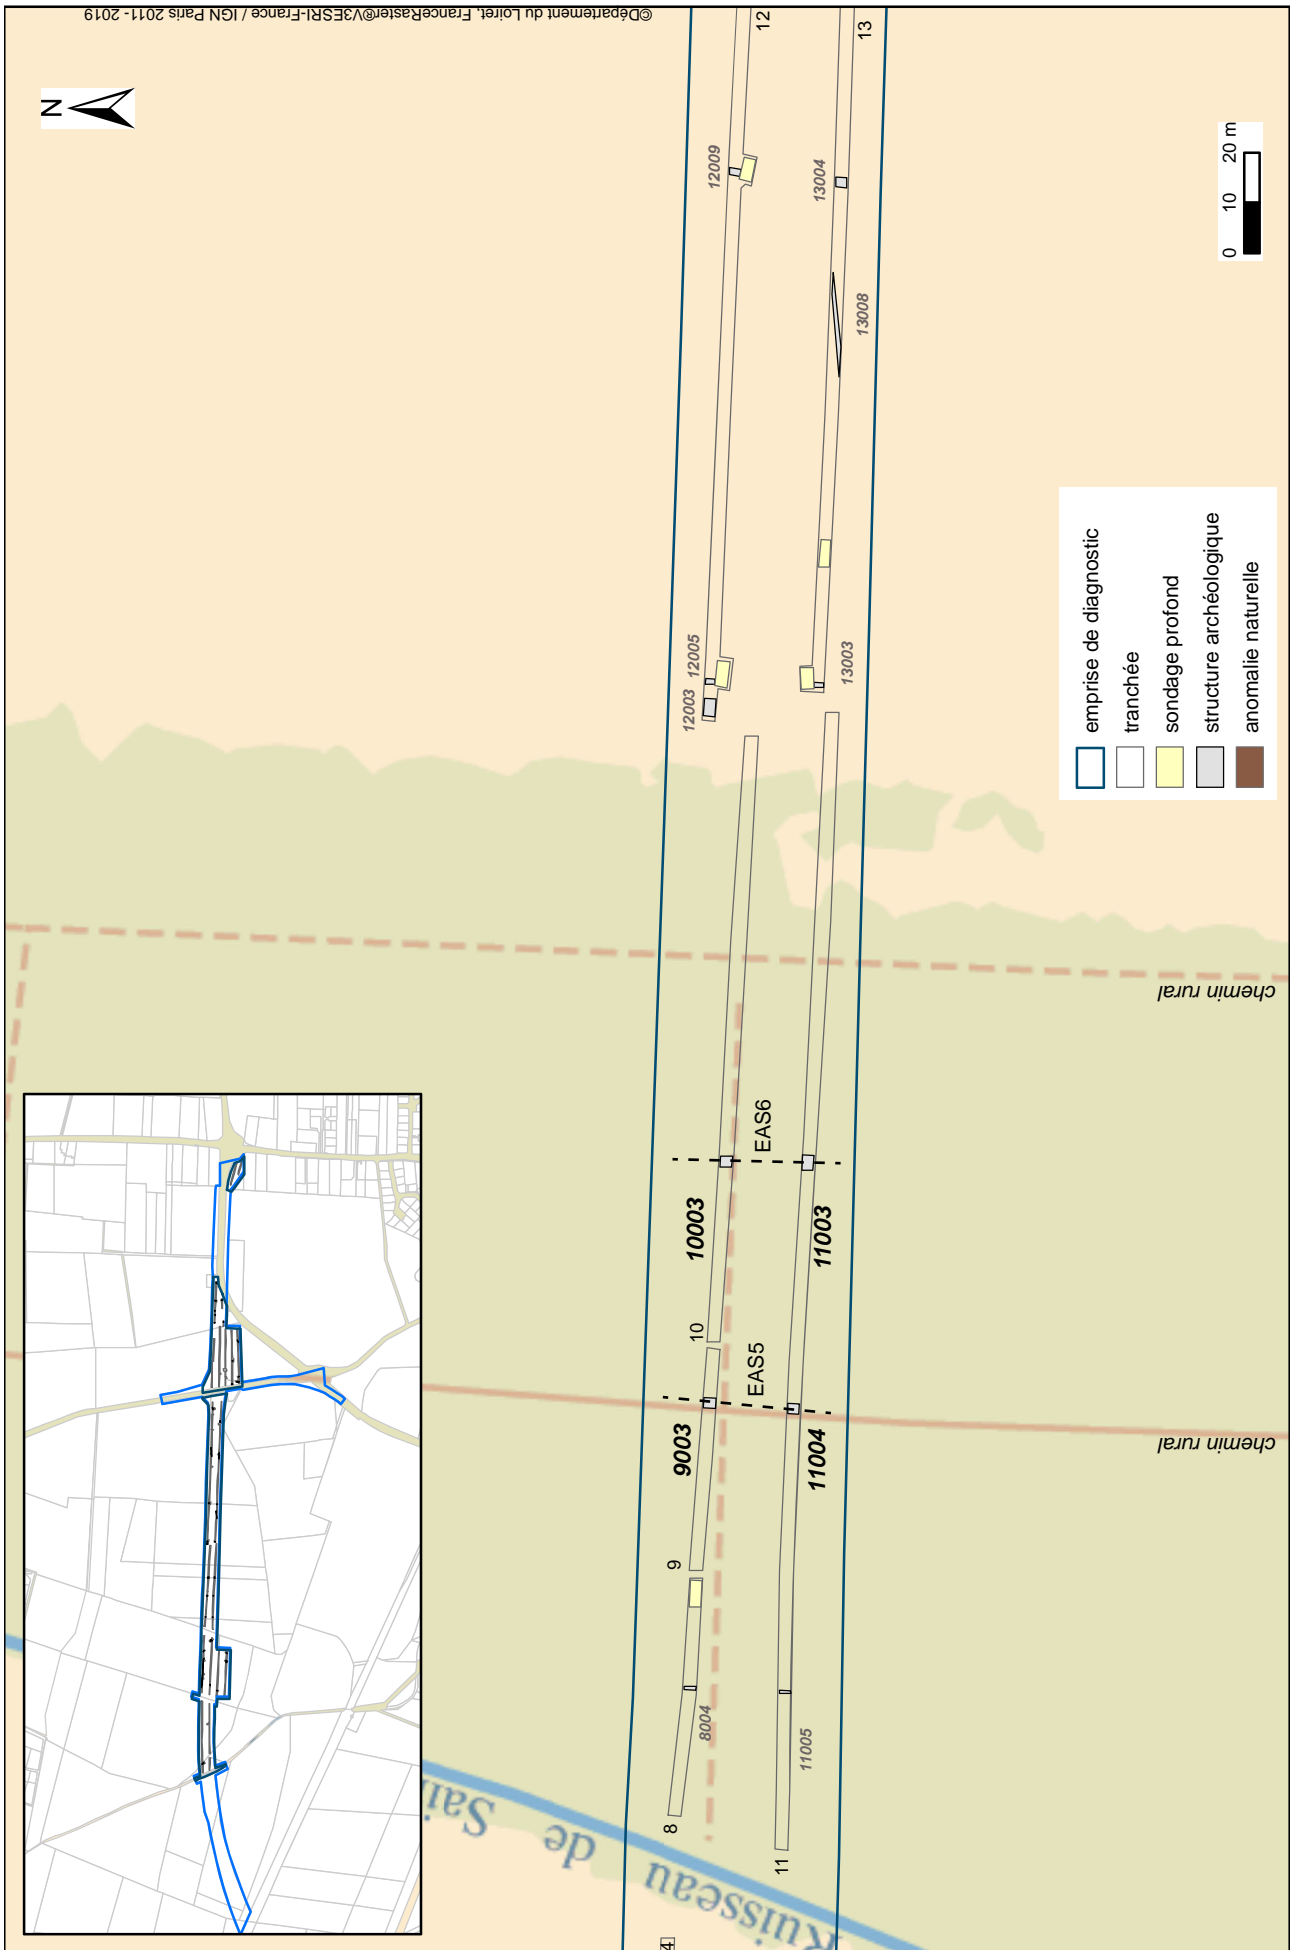 ©Département du Loiret, FranceRaster®V3ESRI-France / IGN Paris 2011- 2019
N
12
13
12009
13004
13008
12005
12003
13003
0 10 20 m
emprise de diagnostic
tranchée
sondage profond
structure archéologique
anomalie naturelle
chemin rural
EAS6
10003
11003
10
EAS5
9003
11004
chemin rural
9
8004
11005
8
11
Ruisseau de Sai
4